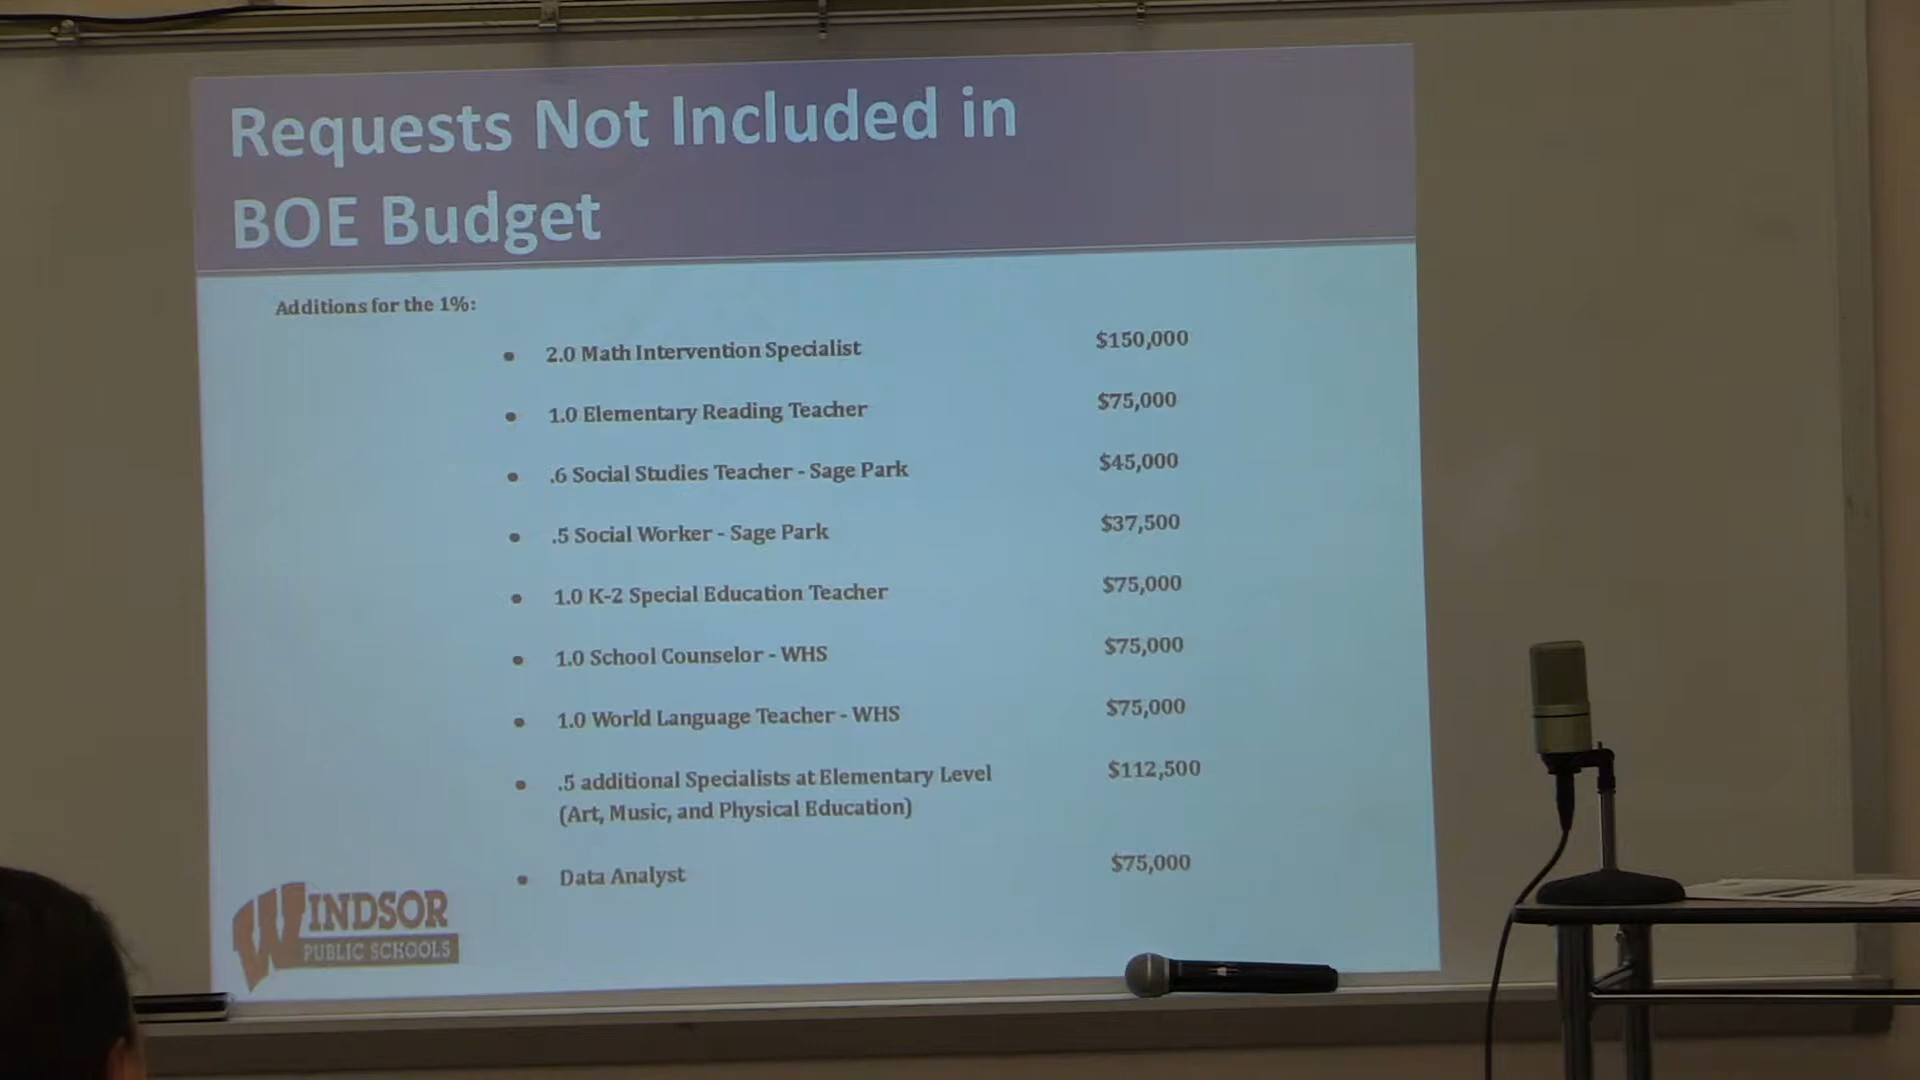 Requests Not Included in
BOE Budget
Additions for the 1%:
• 2.0 Math Intervention Specialist $150,000
• 1.0 Elementary Reading Teacher $75,000
• .6 Social Studies Teacher - Sage Park $45,000
• .5 Social Worker - Sage Park $37,500
• 1.0 K-2 Special Education Teacher $75,000
• 1.0 School Counselor - WHS $75,000
• 1.0 World Language Teacher - WHS $75,000
• .5 additional Specialists at Elementary Level $112,500
(Art, Music, and Physical Education)
• Data Analyst $75,000
WINDSOR
PUBLIC SCHOOLS